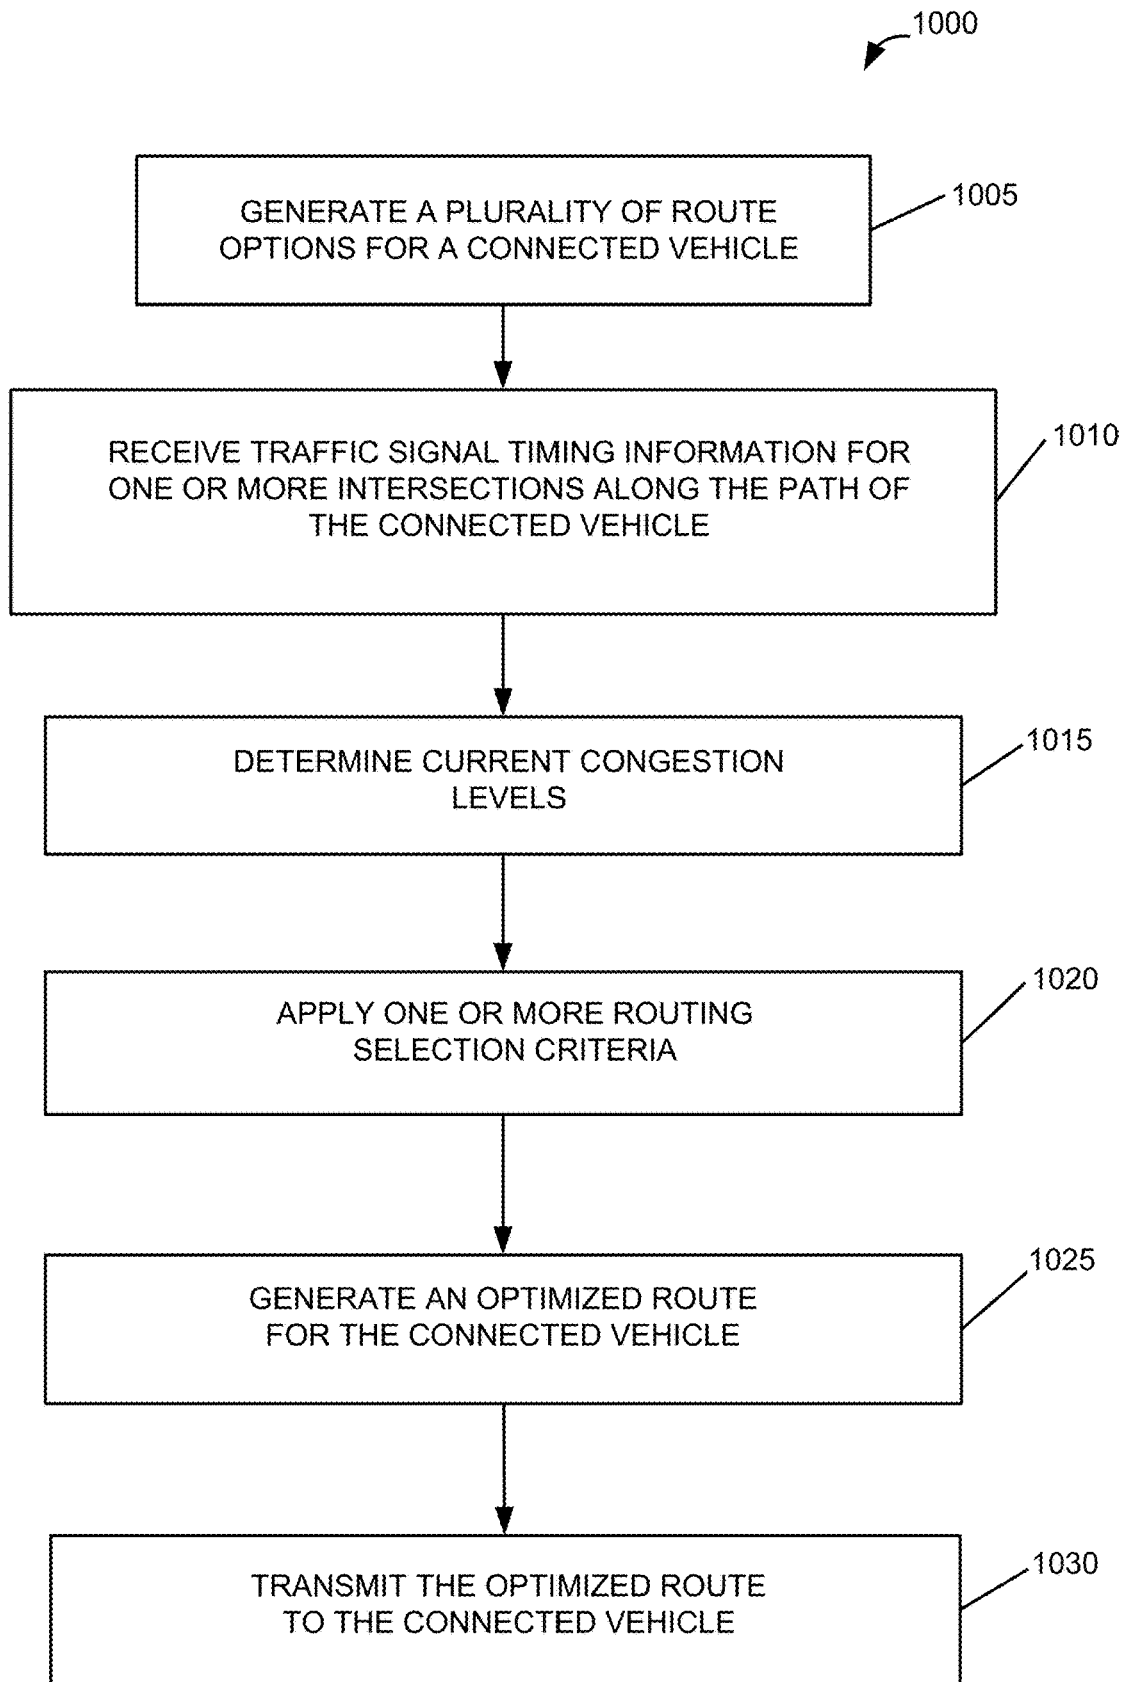 1000
GENERATE A PLURALITY OF ROUTE
OPTIONS FOR A CONNECTED VEHICLE
1005
RECEIVE TRAFFIC SIGNAL TIMING INFORMATION FOR
ONE OR MORE INTERSECTIONS ALONG THE PATH OF
THE CONNECTED VEHICLE
1010
DETERMINE CURRENT CONGESTION
LEVELS
1015
APPLY ONE OR MORE ROUTING
SELECTION CRITERIA
1020
GENERATE AN OPTIMIZED ROUTE
FOR THE CONNECTED VEHICLE
1025
TRANSMIT THE OPTIMIZED ROUTE
TO THE CONNECTED VEHICLE
1030